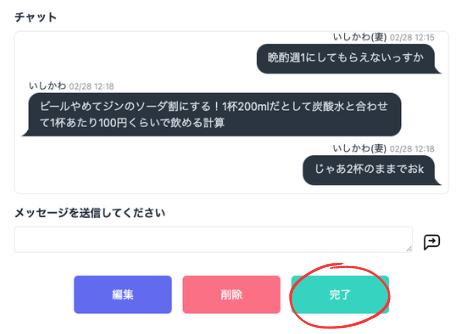 チャット
いしかわ(妻) 02/28 12:15
晩酌週1にしてもらえないっすか
いしかわ 02/28 12:18
ビールやめてジンのソーダ割にする！1杯200mlだとして炭酸水と合わせ
て1杯あたり100円くらいで飲める計算
いしかわ(妻) 02/28 12:18
じゃあ2杯のままでおk
メッセージを送信してください
編集
削除
完了